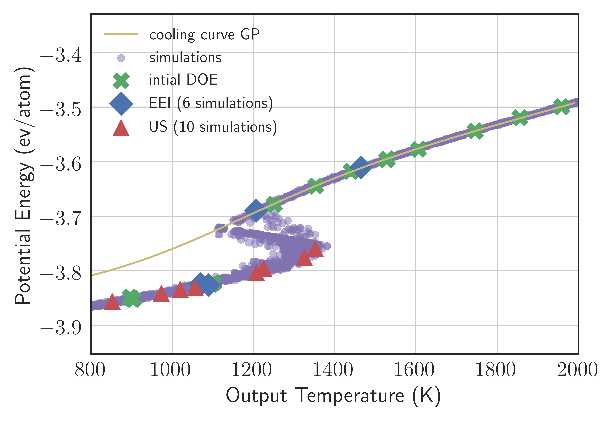 cooling curve GP
simulations
intial DOE
EEI (6 simulations)
US (10 simulations)
Potential Energy (ev/atom)
−3.4
−3.5
−3.6
−3.7
−3.8
−3.9
800 1000 1200 1400 1600 1800 2000
Output Temperature (K)